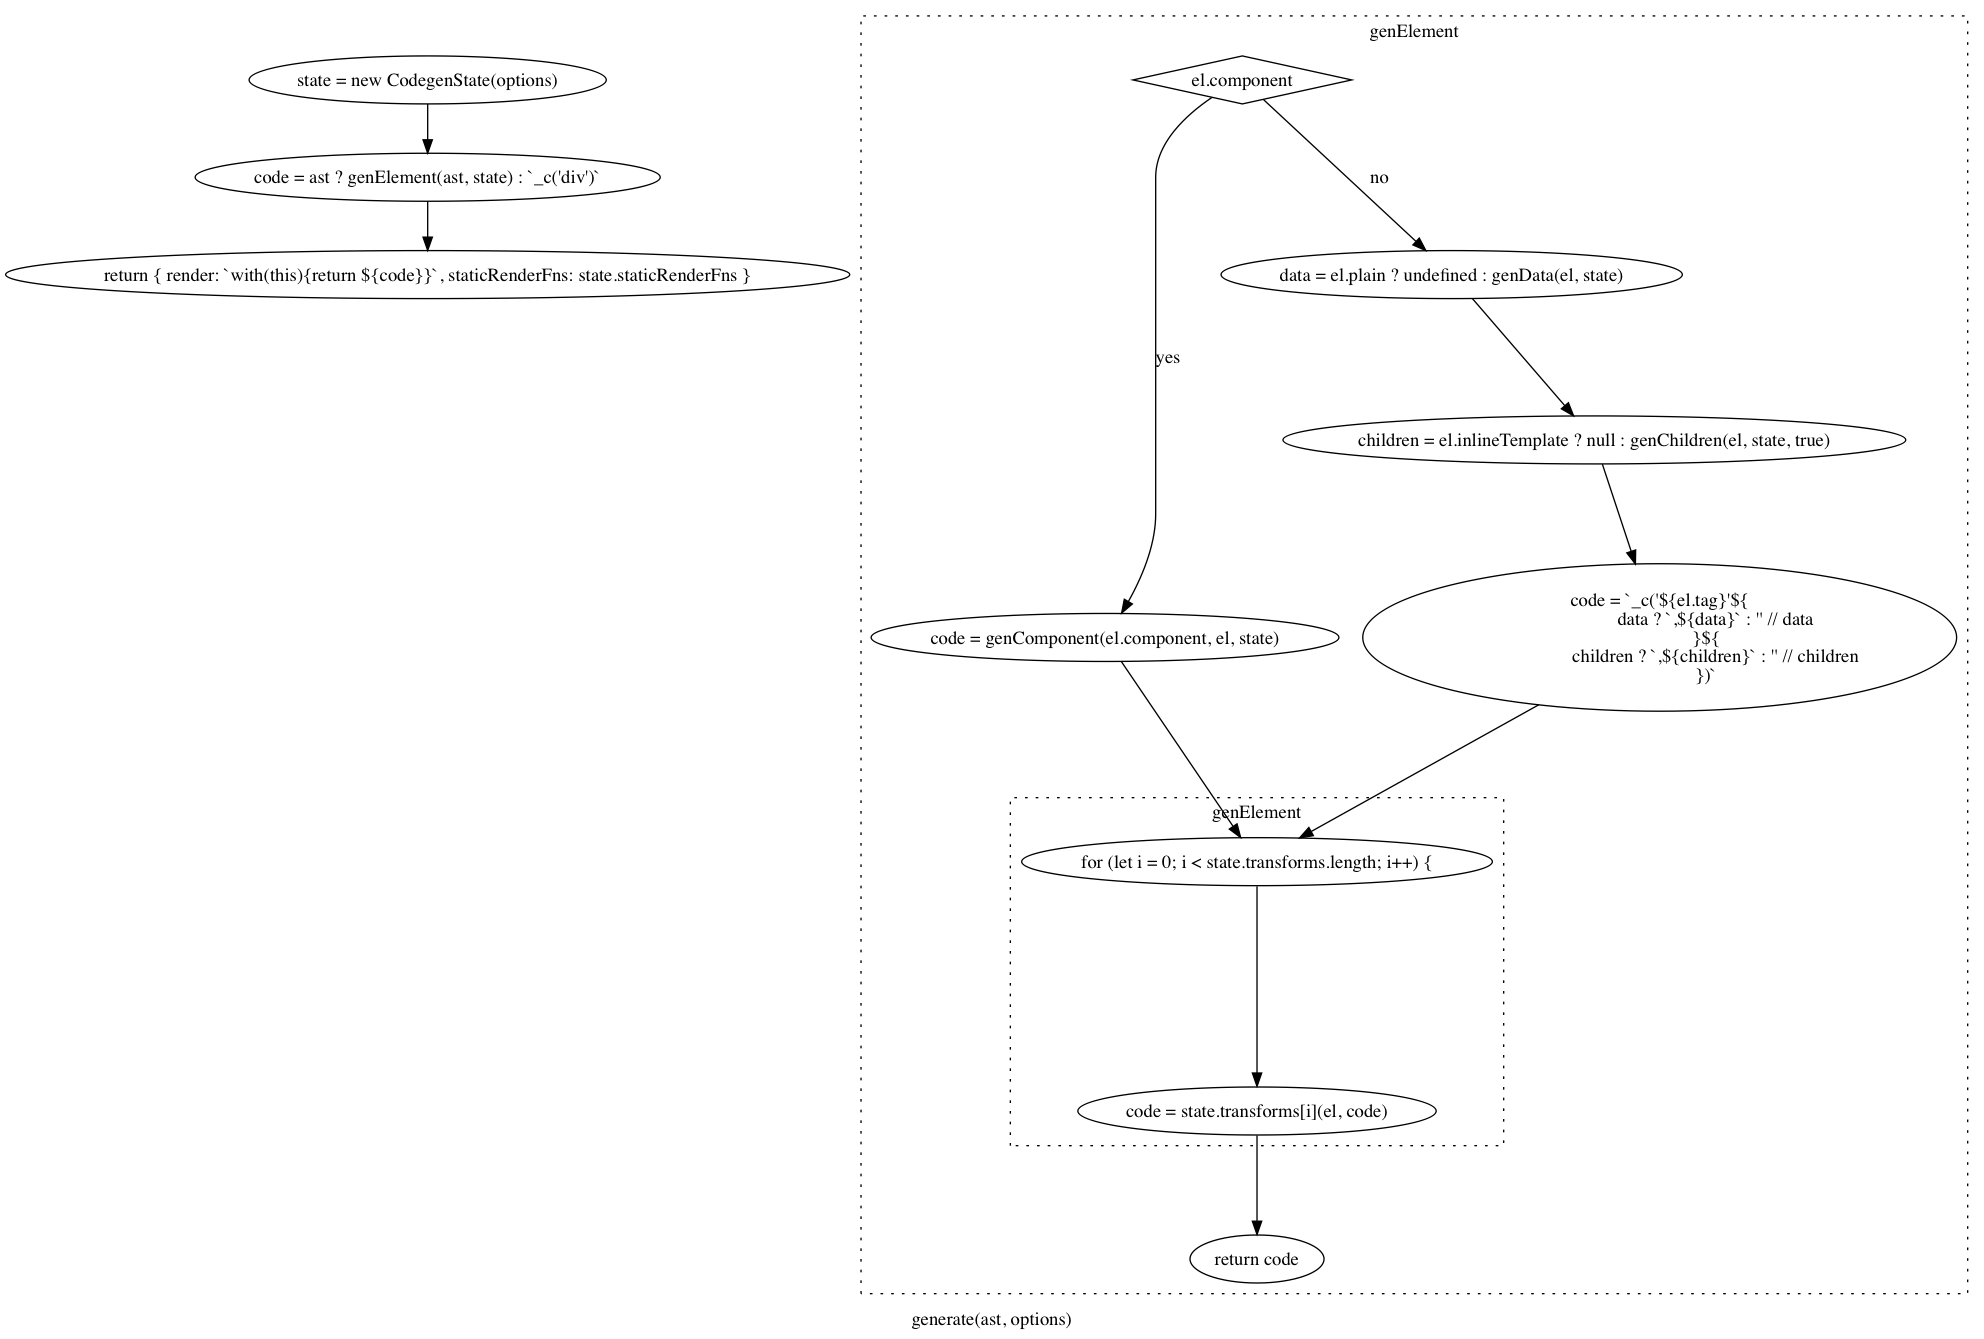 state = new CodegenState(options)
code = ast ? genElement(ast, state) : `_c('div')`
return { render: `with(this){return ${code}}`, staticRenderFns: state.staticRenderFns }
genElement
el.component
no
data = el.plain ? undefined : genData(el, state)
yes
children = el.inlineTemplate ? null : genChildren(el, state, true)
code = `_c('${el.tag}'${
data ? `,${data}` : '' // data
}${
children ? `,${children}` : '' // children
})`
code = genComponent(el.component, el, state)
genElement
for (let i = 0; i < state.transforms.length; i++) {
code = state.transforms[i](el, code)
return code
generate(ast, options)